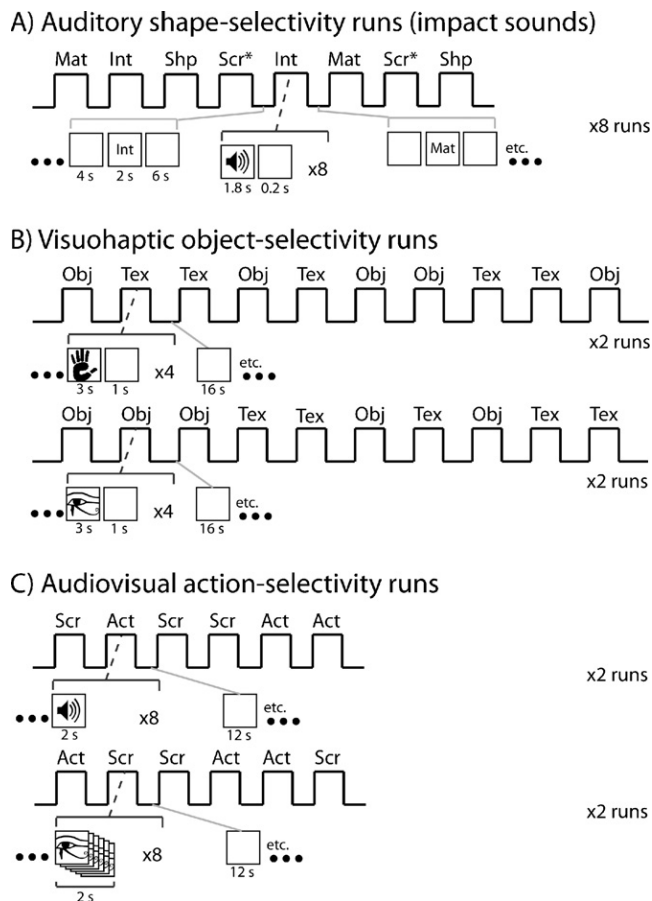 A) Auditory shape-selectivity runs (impact sounds)
Mat Int Shp Scr* Int Mat Scr* Shp
x8 runs
Int x8 Mat etc.
4 s 2 s 6 s 1.8 s 0.2 s
B) Visuohaptic object-selectivity runs
Obj Tex Tex Obj Tex Obj Obj Tex Tex Obj
x2 runs
x4 etc.
3 s 1 s 16 s
Obj Obj Obj Tex Tex Obj Tex Obj Tex Tex
x2 runs
x4 etc.
3 s 1 s 16 s
C) Audiovisual action-selectivity runs
Scr Act Scr Scr Act Act
x2 runs
x8 etc.
2 s 12 s
Act Scr Scr Act Act Scr
x2 runs
x8 etc.
12 s
2 s